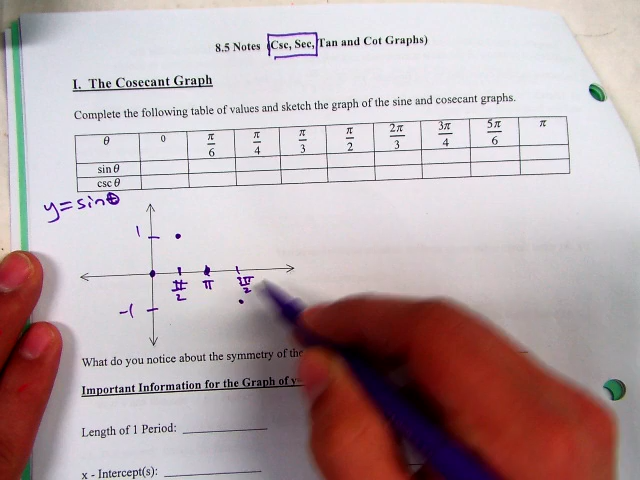 8.5 Notes (Csc, Sec, Tan and Cot Graphs)
I. The Cosecant Graph
Complete the following table of values and sketch the graph of the sine and cosecant graphs.
θ 0 π/6 π/4 π/3 π/2 2π/3 3π/4 5π/6 π
sin θ
csc θ
y=sinθ
1
π/2 π 3π/2
-1
What do you notice about the symmetry of the
Important Information for the Graph of y
Length of 1 Period:
x - Intercept(s):